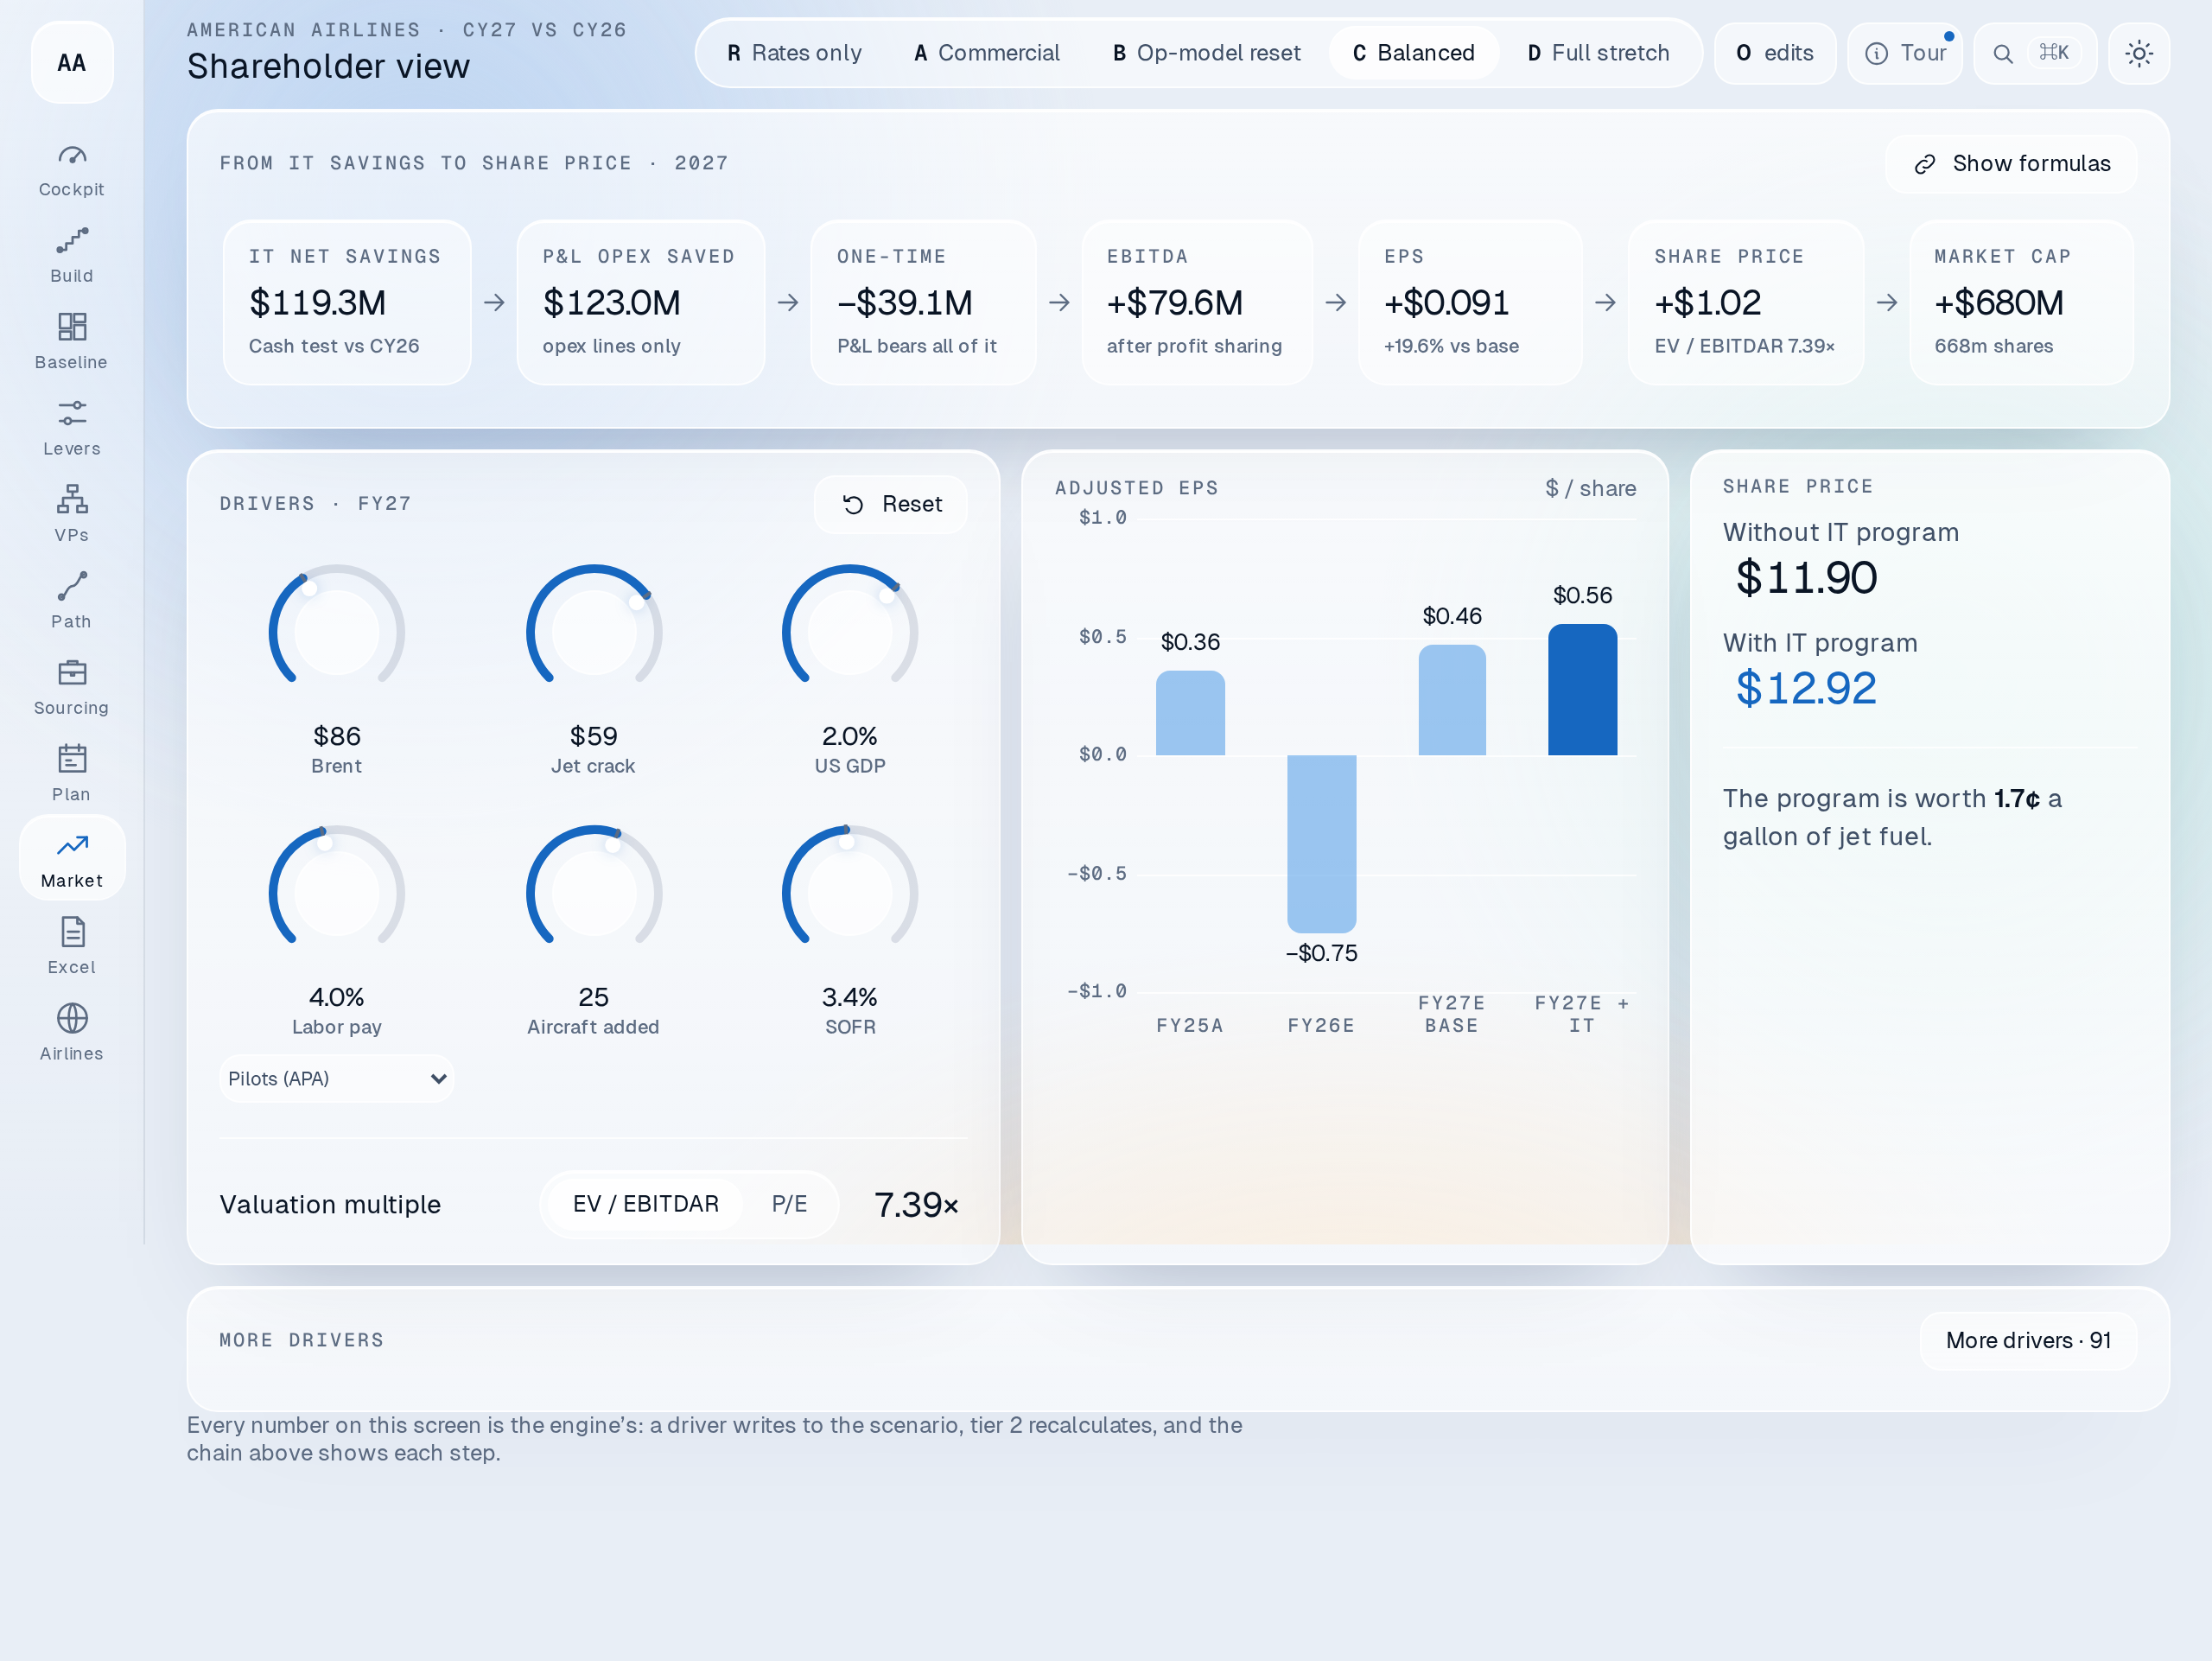 AA
AMERICAN AIRLINES · CY27 VS CY26
Shareholder view
R Rates only
A Commercial
B Op-model reset
C Balanced
D Full stretch
0 edits
Tour
⌘K
Cockpit
Build
Baseline
Levers
VPs
Path
Sourcing
Plan
Market
Excel
Airlines
FROM IT SAVINGS TO SHARE PRICE · 2027
Show formulas
IT NET SAVINGS
$119.3M
Cash test vs CY26
P&L OPEX SAVED
$123.0M
opex lines only
ONE-TIME
−$39.1M
P&L bears all of it
EBITDA
+$79.6M
after profit sharing
EPS
+$0.091
+19.6% vs base
SHARE PRICE
+$1.02
EV / EBITDAR 7.39×
MARKET CAP
+$680M
668m shares
DRIVERS · FY27
Reset
$86
Brent
$59
Jet crack
2.0%
US GDP
4.0%
Labor pay
25
Aircraft added
3.4%
SOFR
Pilots (APA)
Valuation multiple
EV / EBITDAR
P/E
7.39×
ADJUSTED EPS
$ / share
$1.0
$0.5
$0.0
−$0.5
−$1.0
$0.36
−$0.75
$0.46
$0.56
FY25A
FY26E
FY27E
BASE
FY27E +
IT
SHARE PRICE
Without IT program
$11.90
With IT program
$12.92
The program is worth 1.7¢ a
gallon of jet fuel.
MORE DRIVERS
More drivers · 91
Every number on this screen is the engine’s: a driver writes to the scenario, tier 2 recalculates, and the
chain above shows each step.